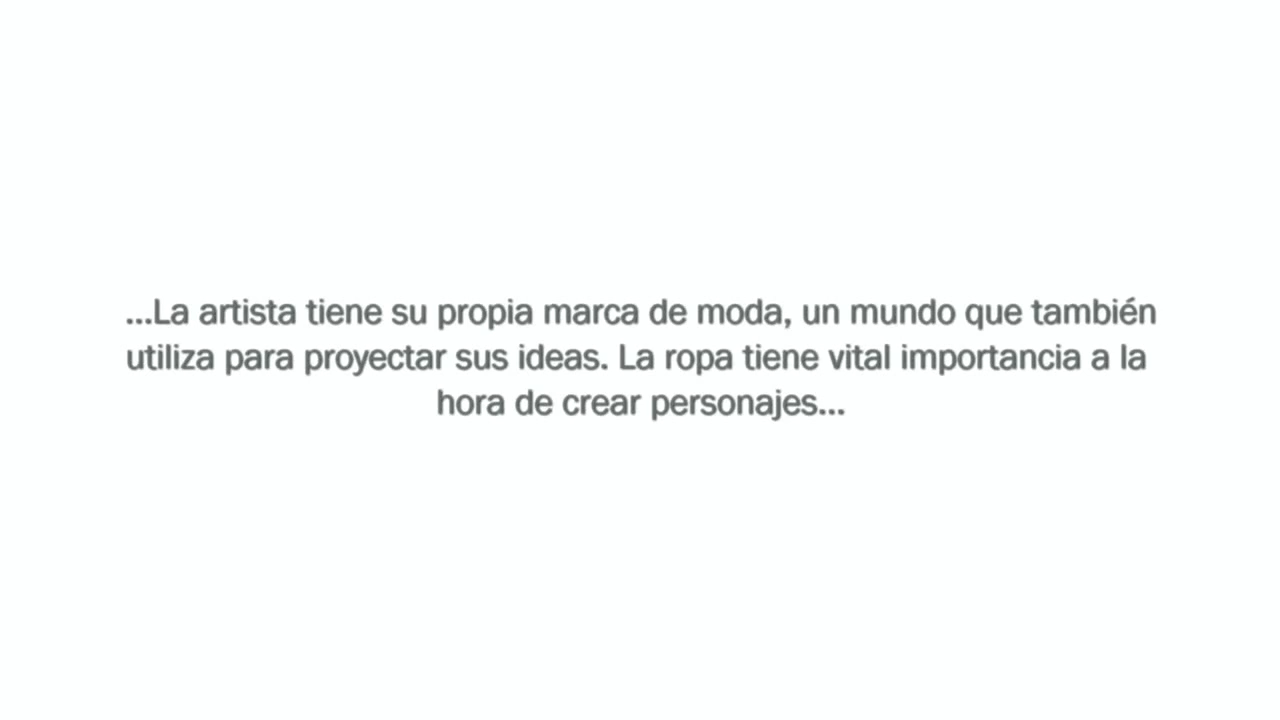 ...La artista tiene su propia marca de moda, un mundo que también
utiliza para proyectar sus ideas. La ropa tiene vital importancia a la
hora de crear personajes...